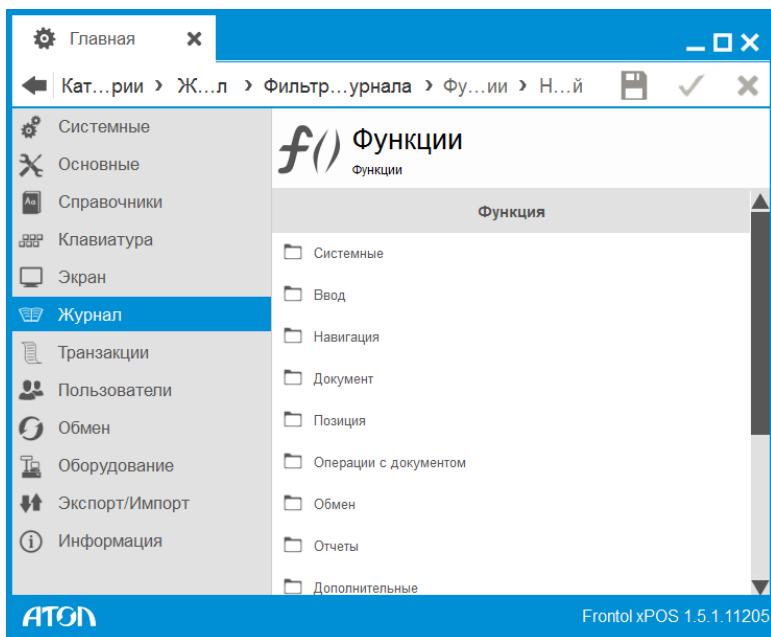 Главная
Кат...рии › Ж...л › Фильтр...урнала › Фу...ии › Н...й
Системные
Основные
Справочники
Клавиатура
Экран
Журнал
Транзакции
Пользователи
Обмен
Оборудование
Экспорт/Импорт
Информация
f() Функции
Функции
Функция
Системные
Ввод
Навигация
Документ
Позиция
Операции с документом
Обмен
Отчеты
Дополнительные
ATOL
Frontol xPOS 1.5.1.11205